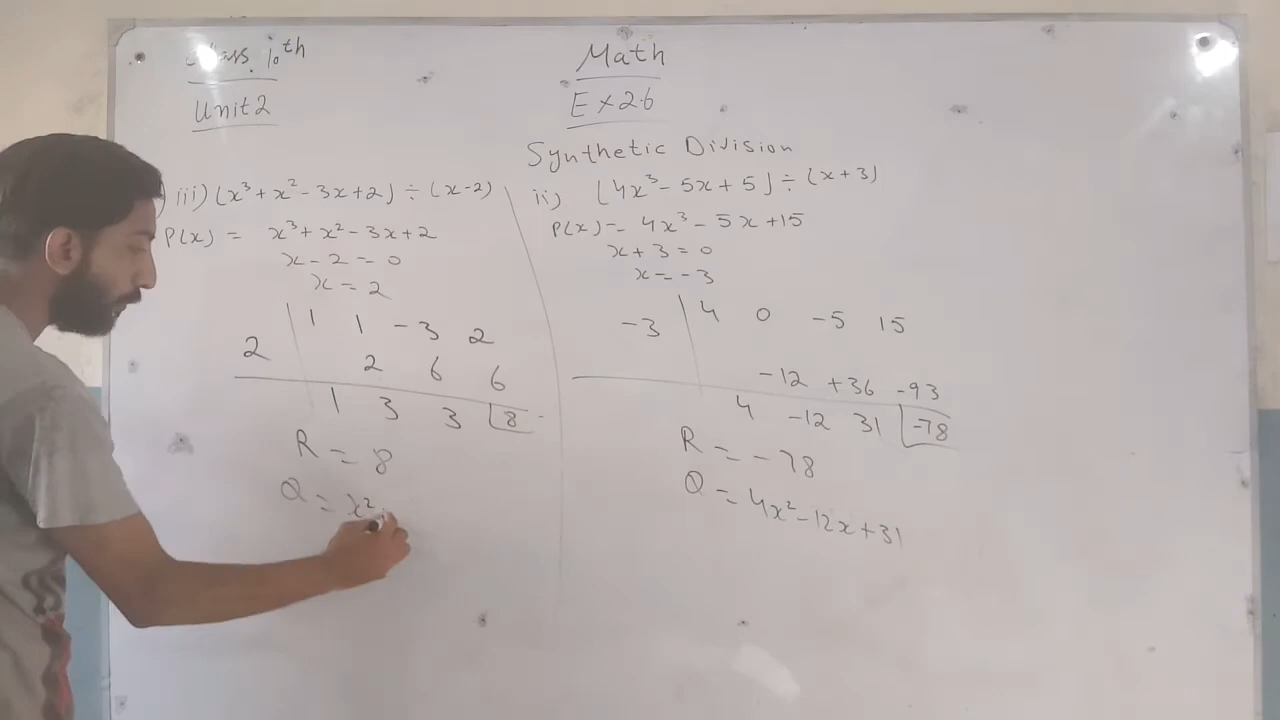 Class 10th
Unit 2
Math
Ex 2.6
Synthetic Division
iii) (x³ + x² - 3x + 2) ÷ (x - 2)
P(x) = x³ + x² - 3x + 2
x - 2 = 0
x = 2
2 | 1 1 -3 2
2 6 6
1 3 3 8
R = 8
Q = x²
ii) (4x³ - 5x + 5) ÷ (x + 3)
P(x) = 4x³ - 5x + 15
x + 3 = 0
x = -3
-3 | 4 0 -5 15
-12 +36 -93
4 -12 31 -78
R = -78
Q = 4x² - 12x + 31